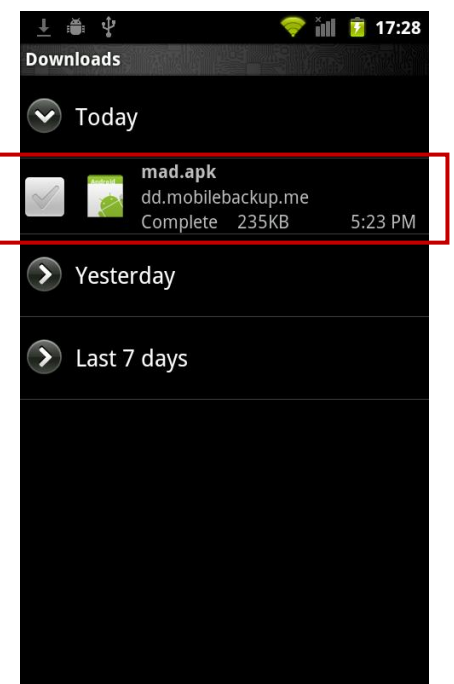 17:28
Downloads
Today
mad.apk
dd.mobilebackup.me
Complete 235KB 5:23 PM
Yesterday
Last 7 days